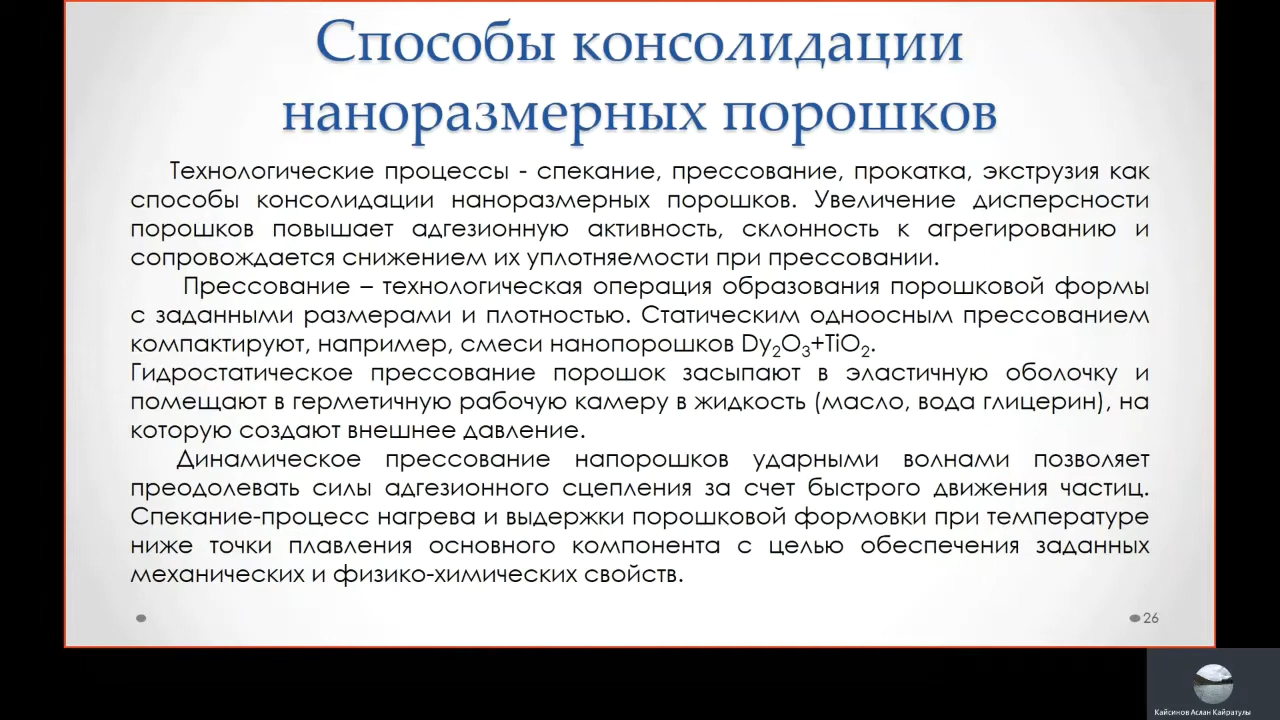 Способы консолидации
наноразмерных порошков
Технологические процессы - спекание, прессование, прокатка, экструзия как
способы консолидации наноразмерных порошков. Увеличение дисперсности
порошков повышает адгезионную активность, склонность к агрегированию и
сопровождается снижением их уплотняемости при прессовании.
Прессование – технологическая операция образования порошковой формы
с заданными размерами и плотностью. Статическим одноосным прессованием
компактируют, например, смеси нанопорошков Dy₂O₃+TiO₂.
Гидростатическое прессование порошок засыпают в эластичную оболочку и
помещают в герметичную рабочую камеру в жидкость (масло, вода глицерин), на
которую создают внешнее давление.
Динамическое прессование напорошков ударными волнами позволяет
преодолевать силы адгезионного сцепления за счет быстрого движения частиц.
Спекание-процесс нагрева и выдержки порошковой формовки при температуре
ниже точки плавления основного компонента с целью обеспечения заданных
механических и физико-химических свойств.
26
Кайсинов Аслан Кайратулы